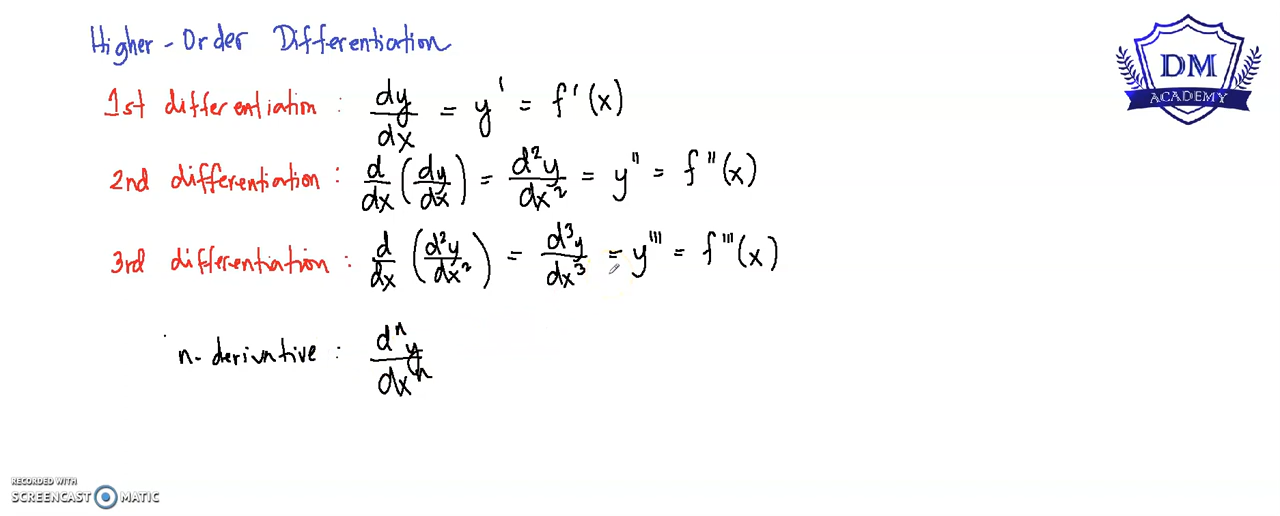 Higher-Order Differentiation
DM
ACADEMY
1st differentiation : dy/dx = y' = f'(x)
2nd differentiation : d/dx (dy/dx) = d²y/dx² = y'' = f''(x)
3rd differentiation : d/dx (d²y/dx²) = d³y/dx³ = y''' = f'''(x)
n-derivative : dⁿy/dxⁿ
RECORDED WITH
SCREENCAST MATIC